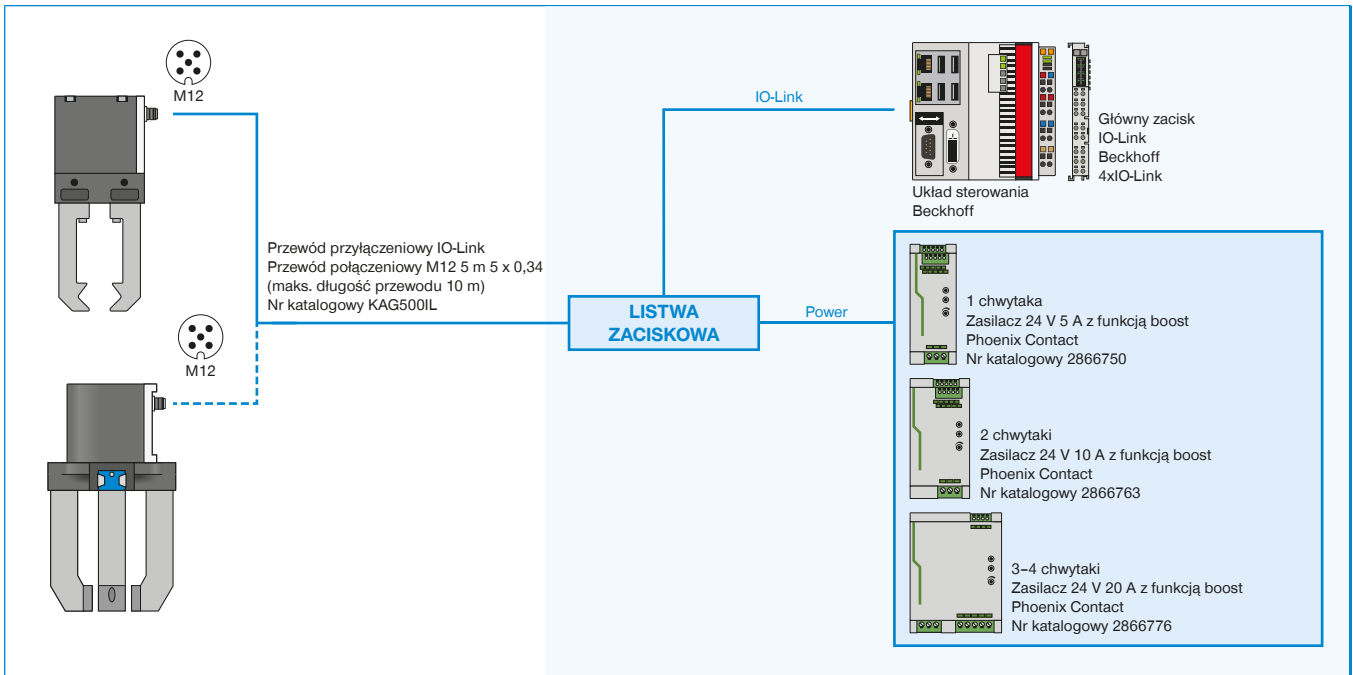 M12
Przewód przyłączeniowy IO-Link
Przewód połączeniowy M12 5 m 5 x 0,34
(maks. długość przewodu 10 m)
Nr katalogowy KAG500IL
M12
LISTWA
ZACISKOWA
IO-Link
Power
Układ sterowania
Beckhoff
Główny zacisk
IO-Link
Beckhoff
4xIO-Link
1 chwytaka
Zasilacz 24 V 5 A z funkcją boost
Phoenix Contact
Nr katalogowy 2866750
2 chwytaki
Zasilacz 24 V 10 A z funkcją boost
Phoenix Contact
Nr katalogowy 2866763
3–4 chwytaki
Zasilacz 24 V 20 A z funkcją boost
Phoenix Contact
Nr katalogowy 2866776